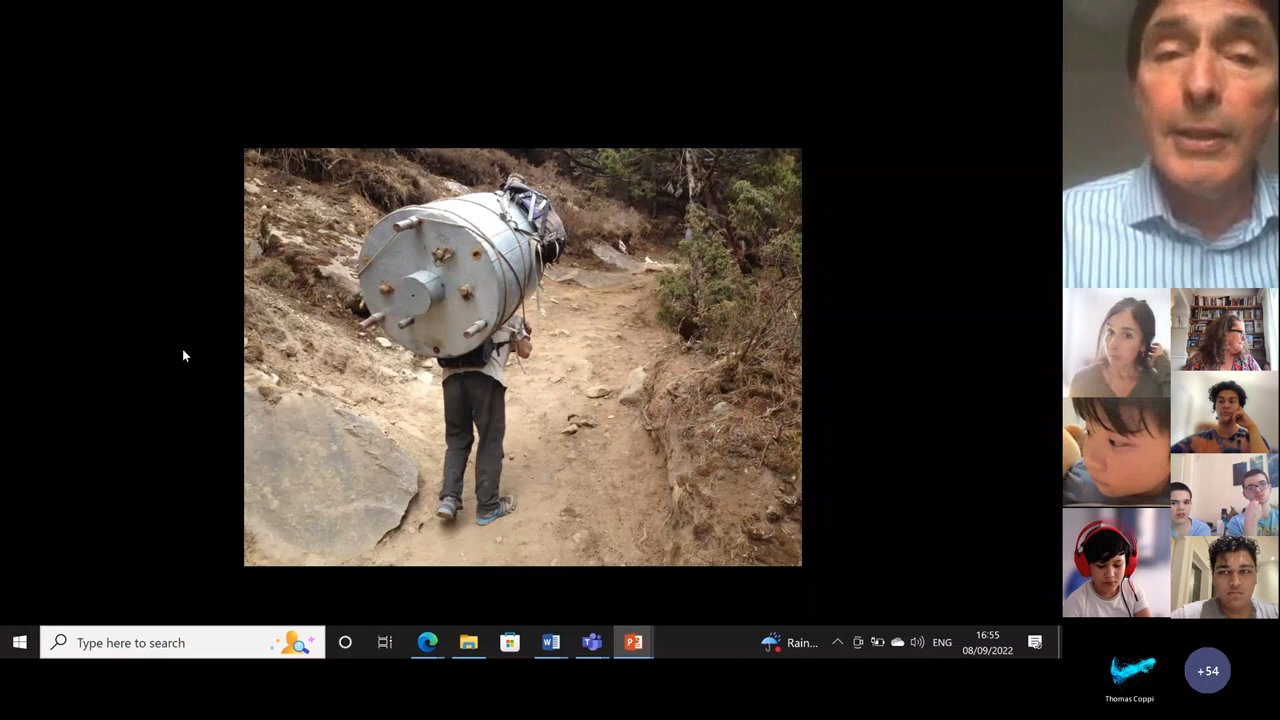 Type here to search
Rain...
ENG
16:55
08/09/2022
Thomas Coppi
+54